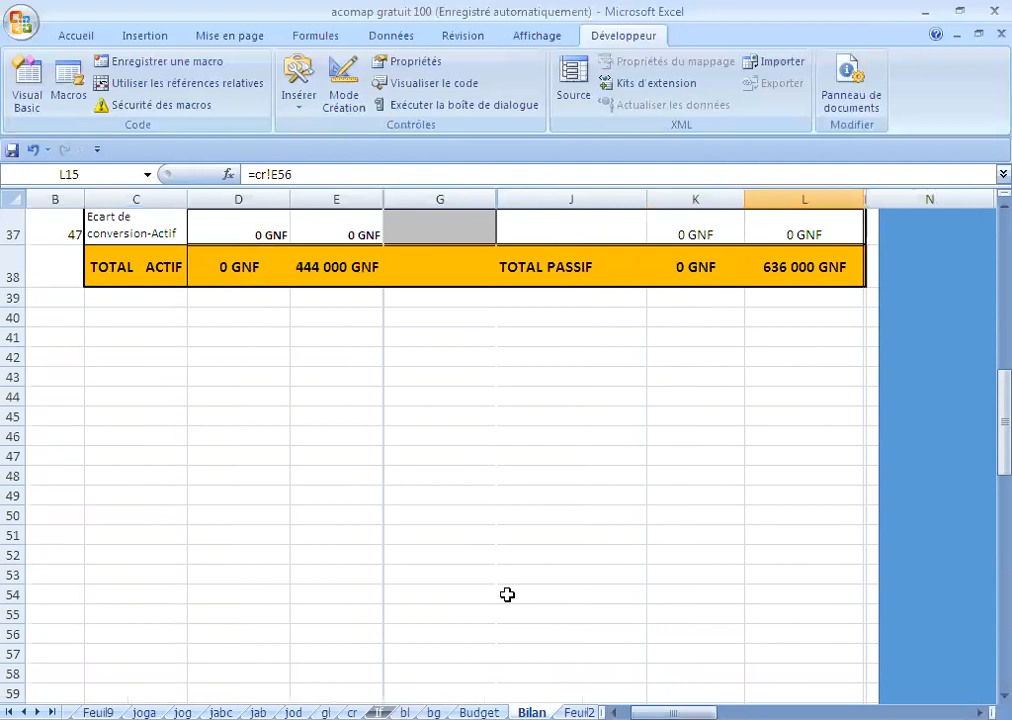 acomap gratuit 100 (Enregistré automatiquement) - Microsoft Excel
Accueil Insertion Mise en page Formules Données Révision Affichage Développeur
Visual Basic
Macros
Enregistrer une macro
Utiliser les références relatives
Sécurité des macros
Code
Insérer
Mode Création
Propriétés
Visualiser le code
Exécuter la boîte de dialogue
Contrôles
Source
Propriétés du mappage
Kits d'extension
Actualiser les données
Importer
Exporter
XML
Panneau de documents
Modifier
L15 fx =cr!E56
B C D E G J K L N
37 47 Ecart de conversion-Actif 0 GNF 0 GNF 0 GNF 0 GNF
38 TOTAL ACTIF 0 GNF 444 000 GNF TOTAL PASSIF 0 GNF 636 000 GNF
39
40
41
42
43
44
45
46
47
48
49
50
51
52
53
54
55
56
57
58
59
Feuil9 joga jog jabc jab jod gl cr tf bl bg Budget Bilan Feuil2